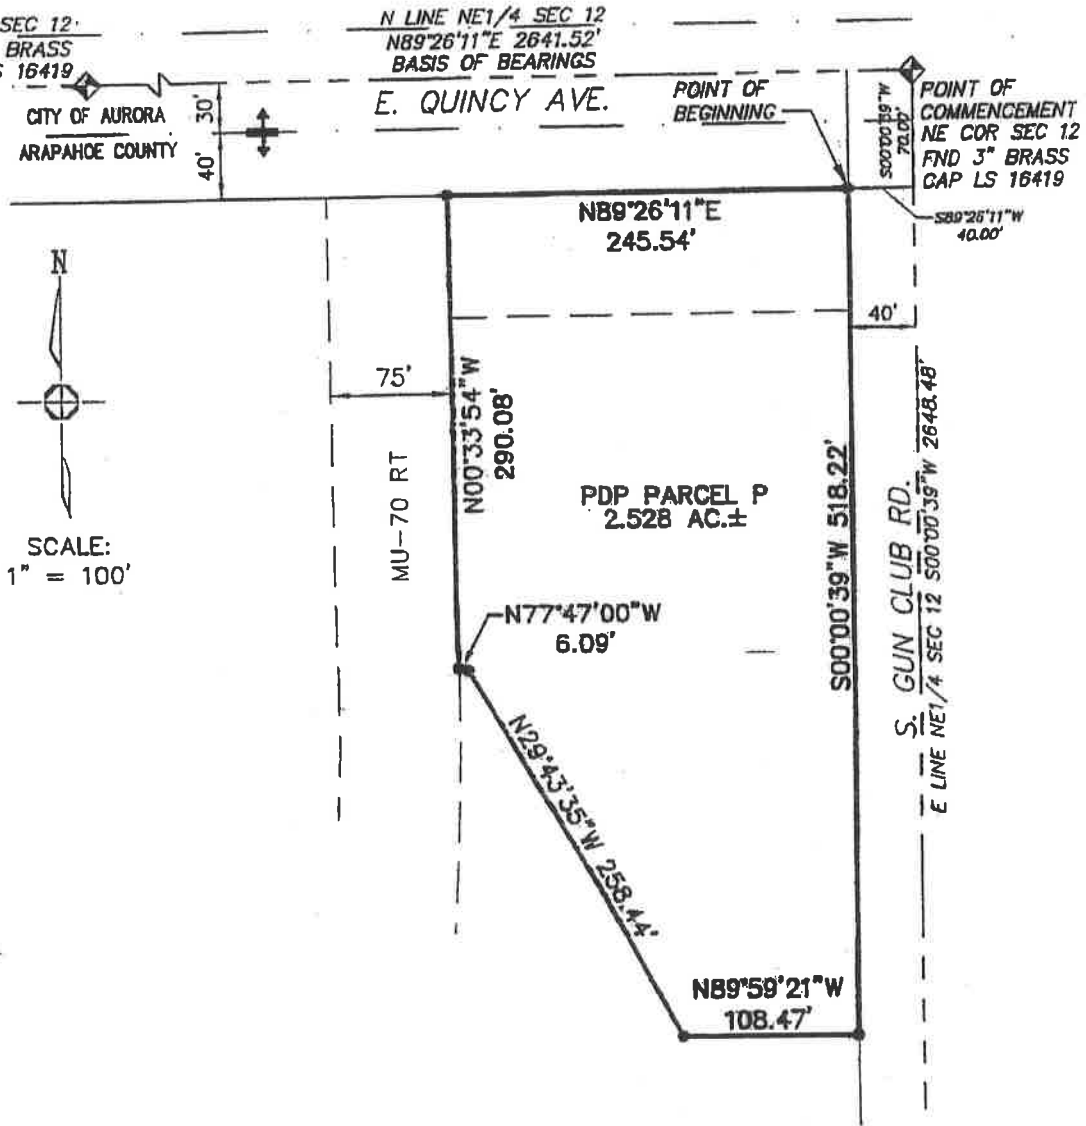 SEC 12
BRASS
S 16419
N LINE NE1/4 SEC 12
N89°26'11"E 2641.52'
BASIS OF BEARINGS
CITY OF AURORA
ARAPAHOE COUNTY
30'
40'
E. QUINCY AVE.
POINT OF
BEGINNING
S00°00'39"W
70.00'
POINT OF
COMMENCEMENT
NE COR SEC 12
FND 3" BRASS
CAP LS 16419
S89°26'11"W
40.00'
N89°26'11"E
245.54'
N
SCALE:
1" = 100'
75'
MU-70 RT
N00°33'54"W
290.08'
40'
PDP PARCEL P
2.528 AC.±
S00°00'39"W 518.22'
S. GUN CLUB RD.
E LINE NE1/4 SEC 12 S00°00'39"W 2648.48'
N77°47'00"W
6.09'
N29°43'35"W 258.44'
N89°59'21"W
108.47'